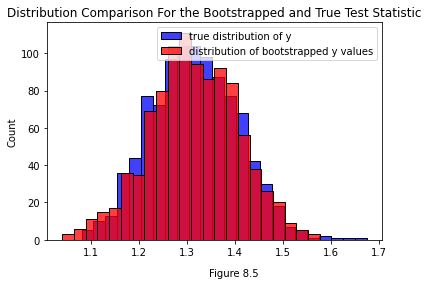 Distribution Comparison For the Bootstrapped and True Test Statistic
true distribution of y
distribution of bootstrapped y values
100
80
60
40
20
0
Count
1.1 1.2 1.3 1.4 1.5 1.6 1.7
Figure 8.5